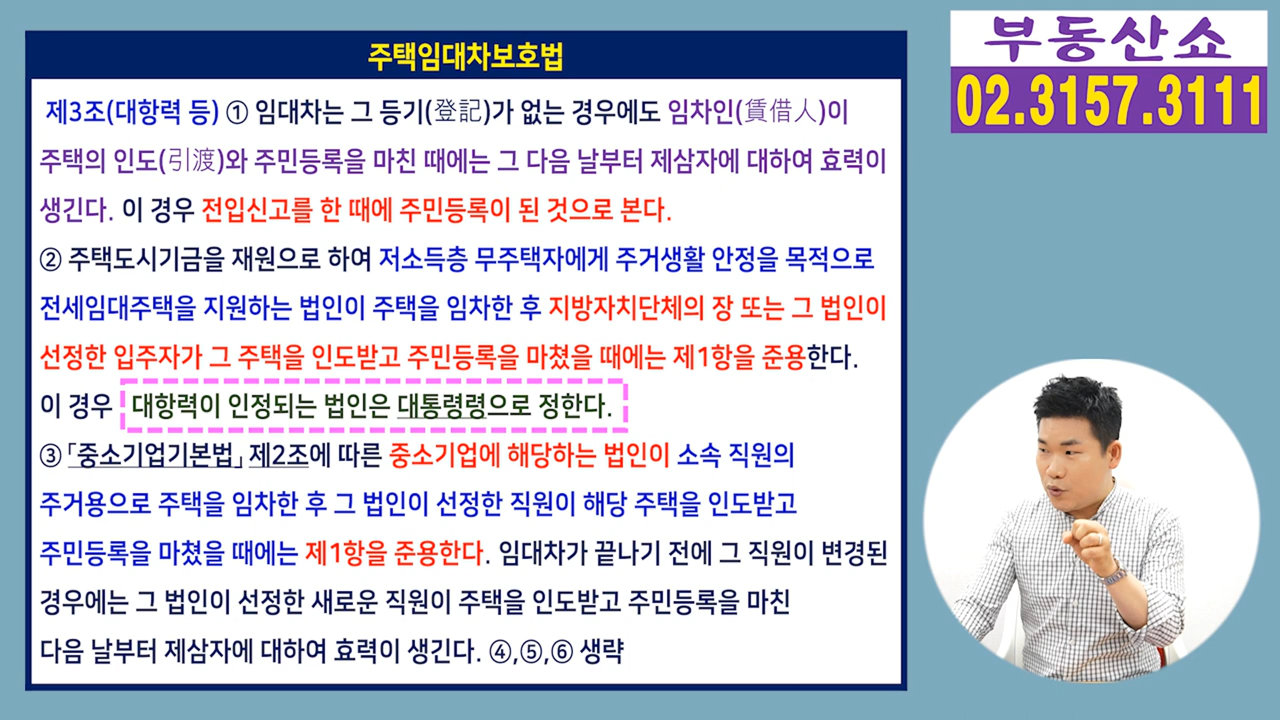 주택임대차보호법
부동산쇼
02.3157.3111
제3조(대항력 등) ① 임대차는 그 등기(登記)가 없는 경우에도 임차인(賃借人)이
주택의 인도(引渡)와 주민등록을 마친 때에는 그 다음 날부터 제삼자에 대하여 효력이
생긴다. 이 경우 전입신고를 한 때에 주민등록이 된 것으로 본다.
② 주택도시기금을 재원으로 하여 저소득층 무주택자에게 주거생활 안정을 목적으로
전세임대주택을 지원하는 법인이 주택을 임차한 후 지방자치단체의 장 또는 그 법인이
선정한 입주자가 그 주택을 인도받고 주민등록을 마쳤을 때에는 제1항을 준용한다.
이 경우 대항력이 인정되는 법인은 대통령령으로 정한다.
③ 「중소기업기본법」 제2조에 따른 중소기업에 해당하는 법인이 소속 직원의
주거용으로 주택을 임차한 후 그 법인이 선정한 직원이 해당 주택을 인도받고
주민등록을 마쳤을 때에는 제1항을 준용한다. 임대차가 끝나기 전에 그 직원이 변경된
경우에는 그 법인이 선정한 새로운 직원이 주택을 인도받고 주민등록을 마친
다음 날부터 제삼자에 대하여 효력이 생긴다. ④,⑤,⑥ 생략